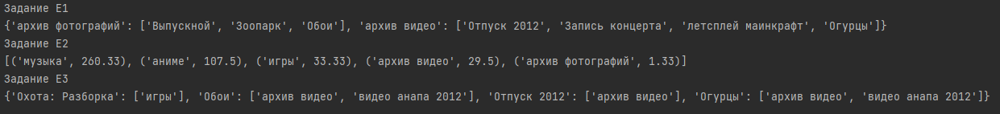 Задание E1
{'архив фотографий': ['Выпускной', 'Зоопарк', 'Обои'], 'архив видео': ['Отпуск 2012', 'Запись концерта', 'летсплей маинкрафт', 'Огурцы']}
Задание E2
[('музыка', 260.33), ('аниме', 107.5), ('игры', 33.33), ('архив видео', 29.5), ('архив фотографий', 1.33)]
Задание E3
{'Охота: Разборка': ['игры'], 'Обои': ['архив видео', 'видео анапа 2012'], 'Отпуск 2012': ['архив видео'], 'Огурцы': ['архив видео', 'видео анапа 2012']}